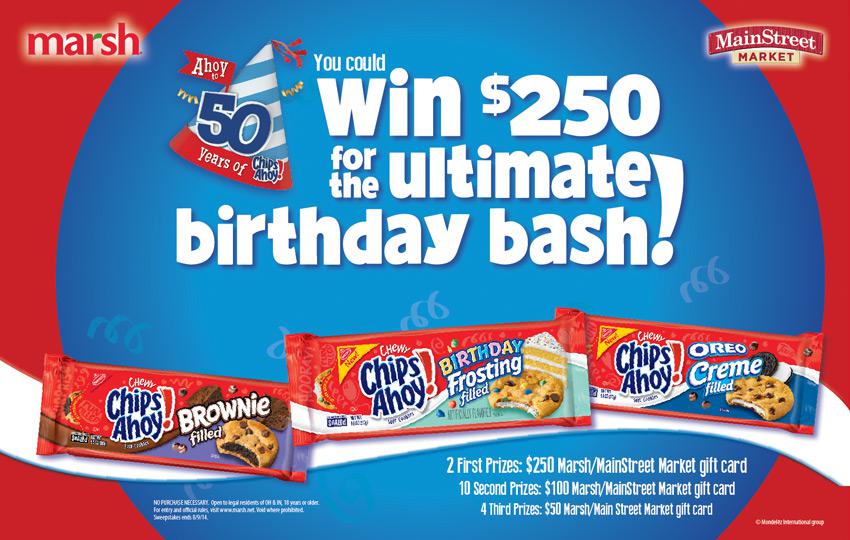 marsh.
MainStreet
MARKET
Ahoy
to
50
Years of
Chips
Ahoy!
You could
Win $250
for
the ultimate
birthday bash!
CHEWY
Chips
Ahoy!
BROWNIE
filled
New!
CHEWY
Chips
Ahoy!
BIRTHDAY
Frosting
filled
ARTIFICIALLY FLAVORED
New!
CHEWY
Chips
Ahoy!
OREO
Creme
filled
2 First Prizes: $250 Marsh/MainStreet Market gift card
10 Second Prizes: $100 Marsh/MainStreet Market gift card
4 Third Prizes: $50 Marsh/Main Street Market gift card
NO PURCHASE NECESSARY. Open to legal residents of OH & IN, 18 years or older.
For entry and official rules, visit www.marsh.net. Void where prohibited.
Sweepstakes ends 8/9/14.
© Mondelēz International group